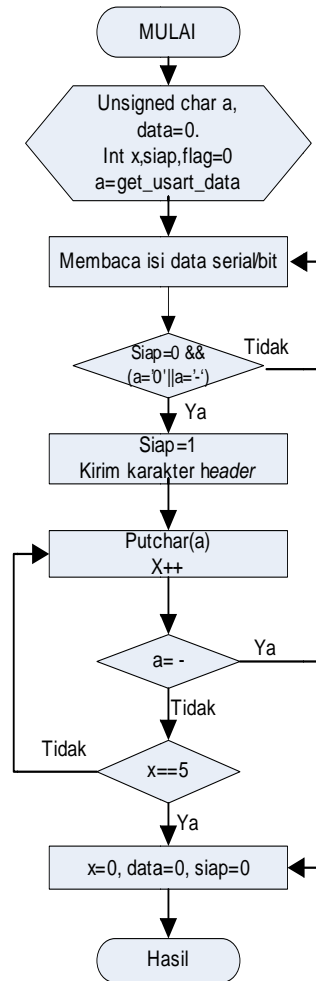 MULAI
Unsigned char a,
data=0.
Int x,siap,flag=0
a=get_usart_data
Membaca isi data serial/bit
Siap=0 &&
(a='0'||a='-')
Tidak
Ya
Siap=1
Kirim karakter header
Putchar(a)
X++
a= -
Ya
Tidak
Tidak
x==5
Ya
x=0, data=0, siap=0
Hasil